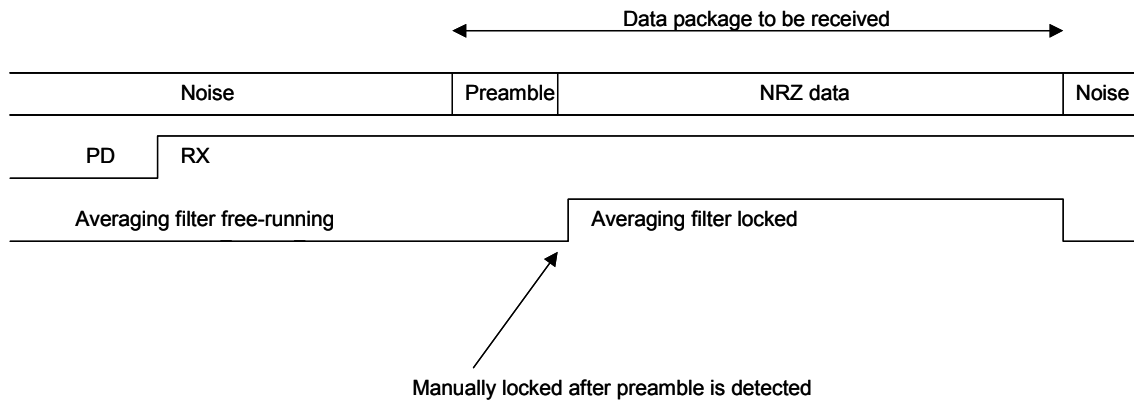 Data package to be received
Noise Preamble NRZ data Noise
PD RX
Averaging filter free-running Averaging filter locked
Manually locked after preamble is detected